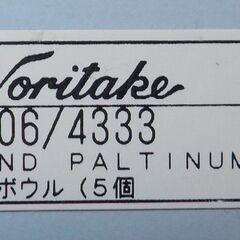 Noritake
06/4333
ND PALTINUM
ボウル (5個